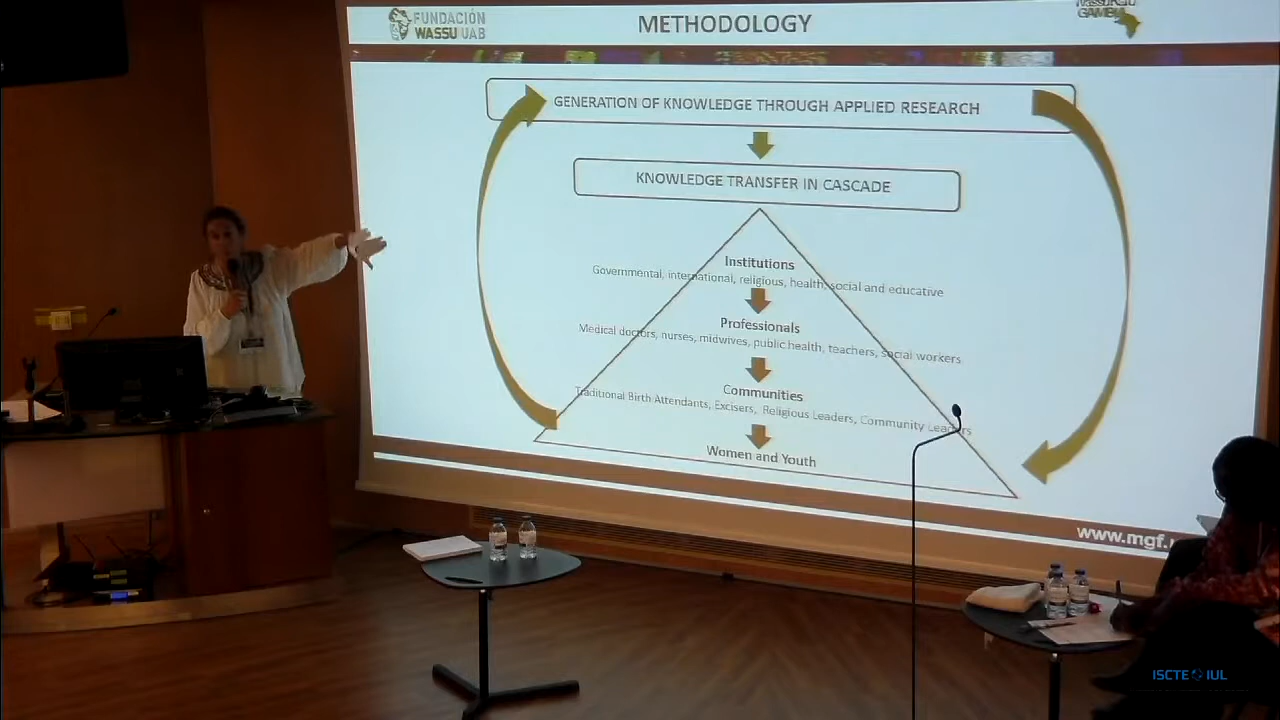 FUNDACIÓN
WASSU UAB
METHODOLOGY
GAMBIA
GENERATION OF KNOWLEDGE THROUGH APPLIED RESEARCH
KNOWLEDGE TRANSFER IN CASCADE
Institutions
Governmental, international, religious, health, social and educative
Professionals
Medical doctors, nurses, midwives, public health, teachers, social workers
Communities
Traditional Birth Attendants, Excisers, Religious Leaders, Community Leaders
Women and Youth
www.mgf.
ISCTE IUL